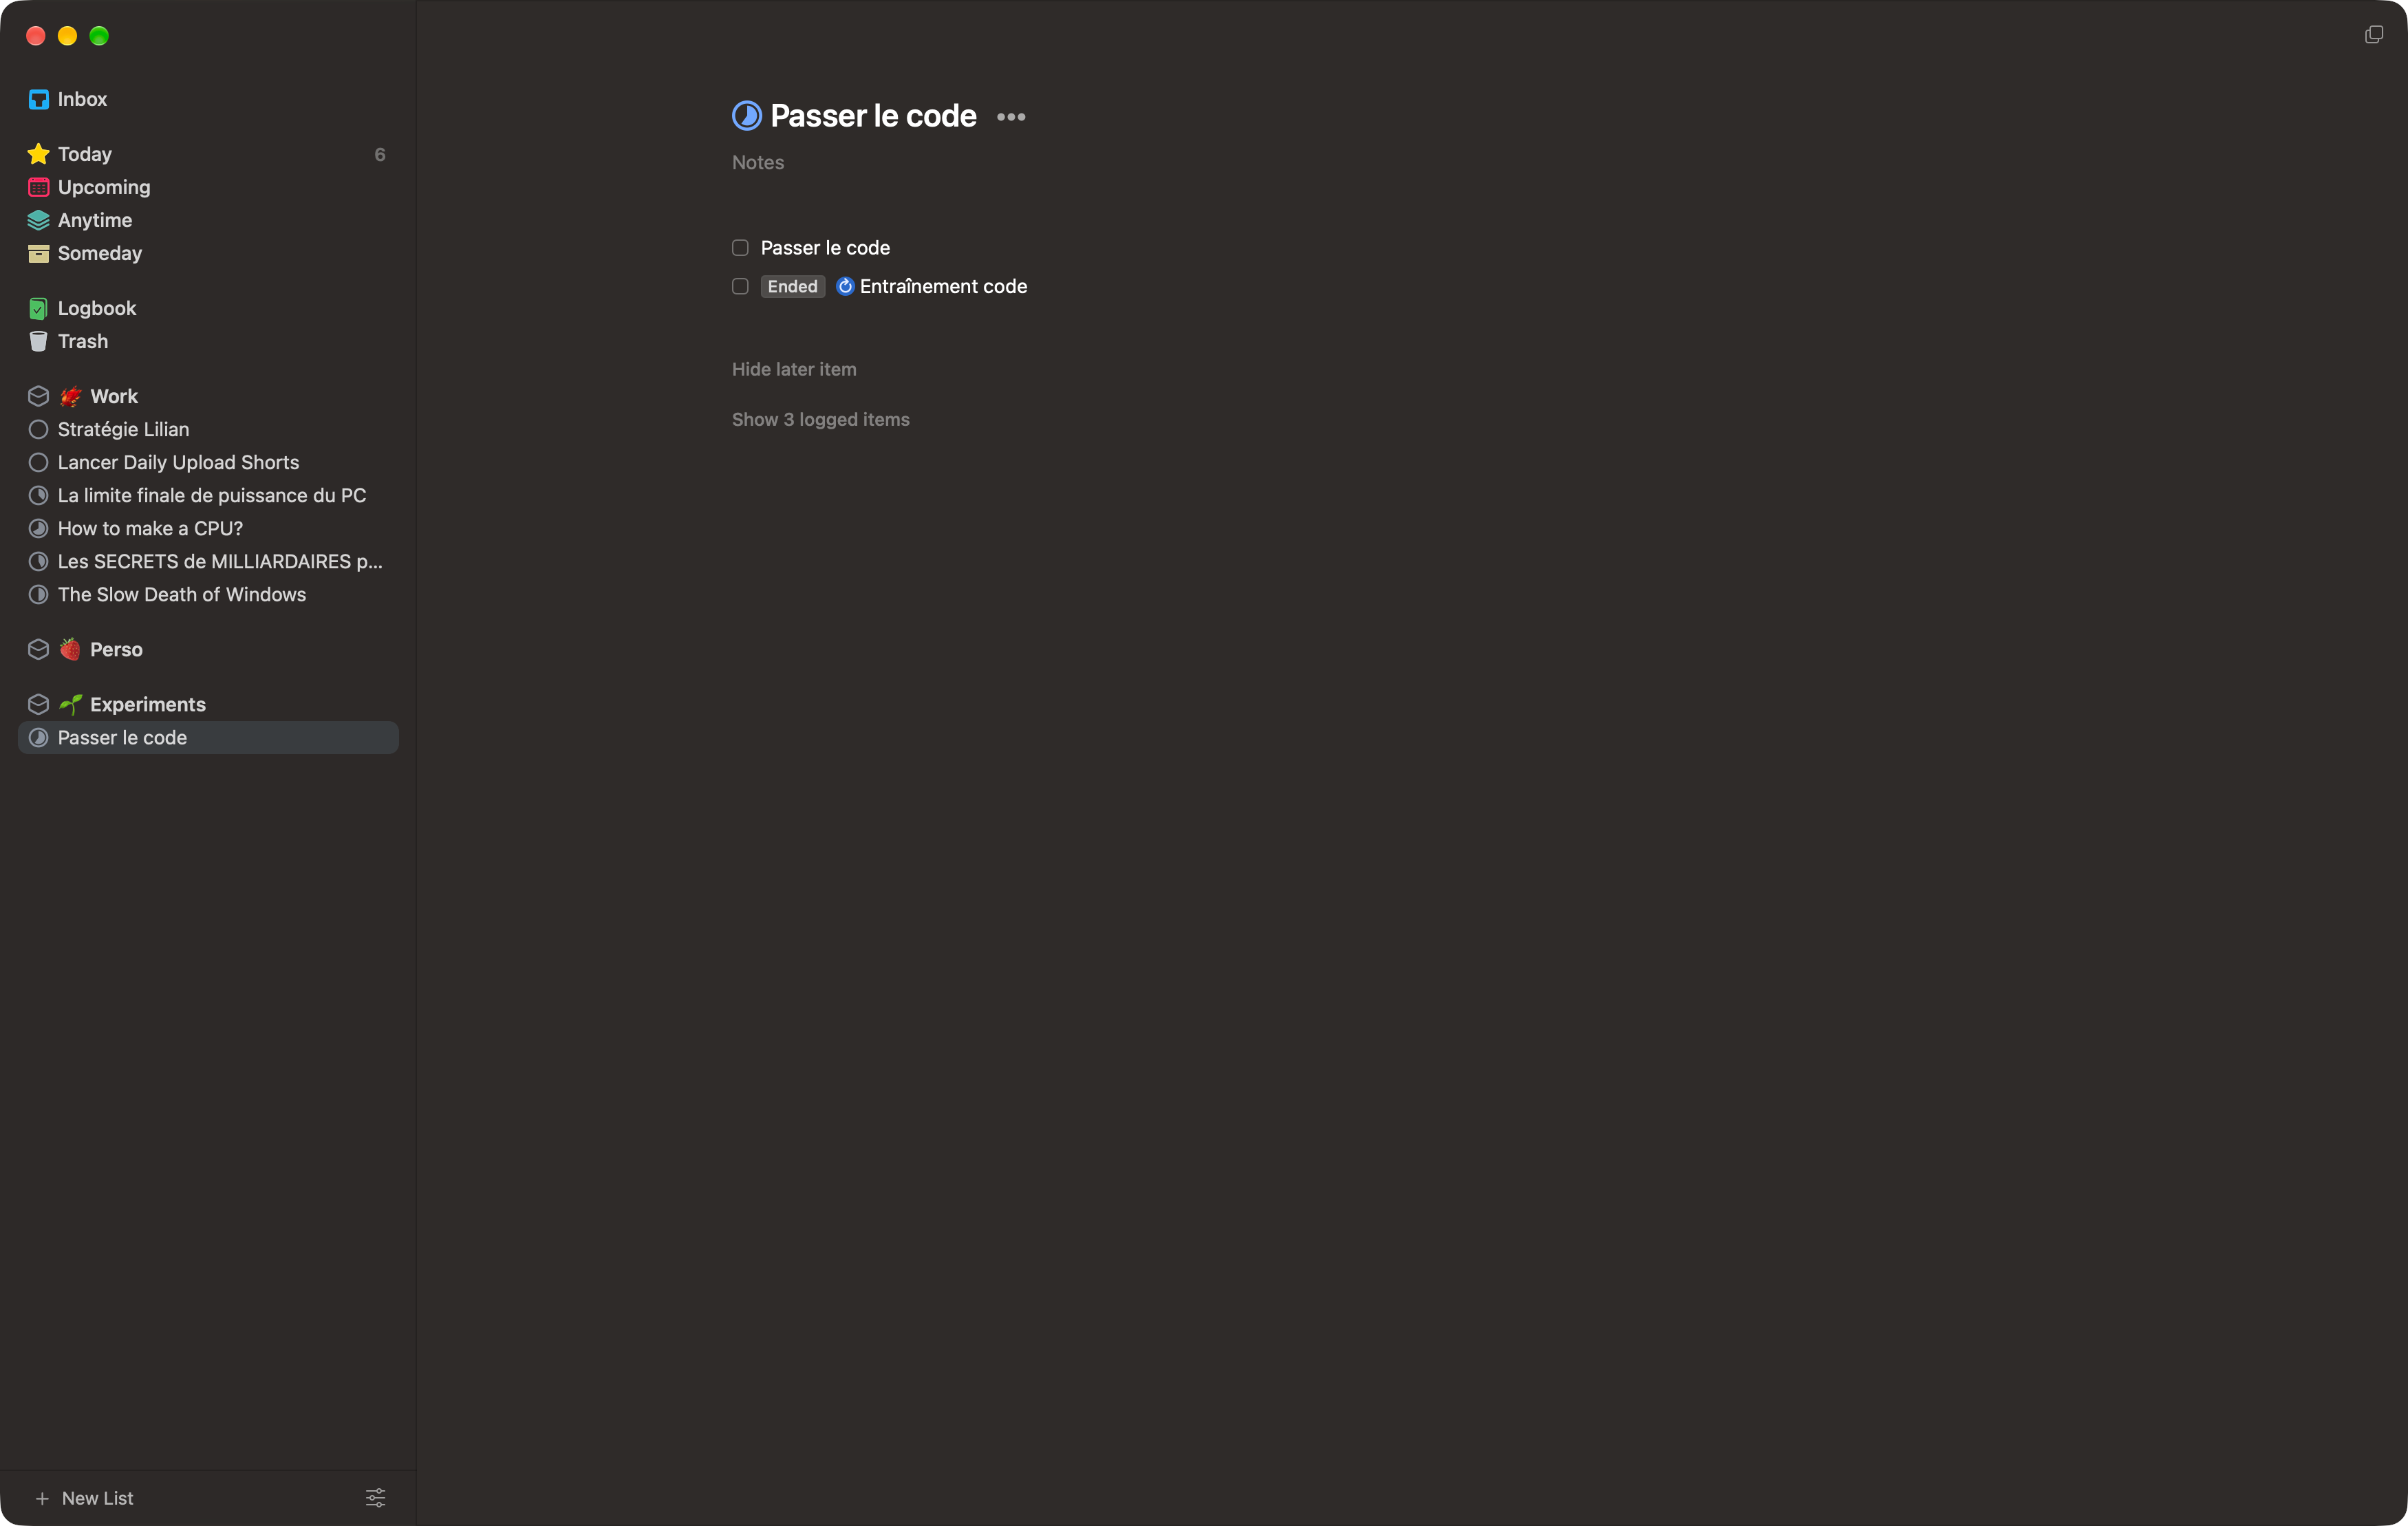 Inbox
Today 6
Upcoming
Anytime
Someday
Logbook
Trash
Work
Stratégie Lilian
Lancer Daily Upload Shorts
La limite finale de puissance du PC
How to make a CPU?
Les SECRETS de MILLIARDAIRES p...
The Slow Death of Windows
Perso
Experiments
Passer le code
New List
Passer le code
Notes
Passer le code
Ended Entraînement code
Hide later item
Show 3 logged items